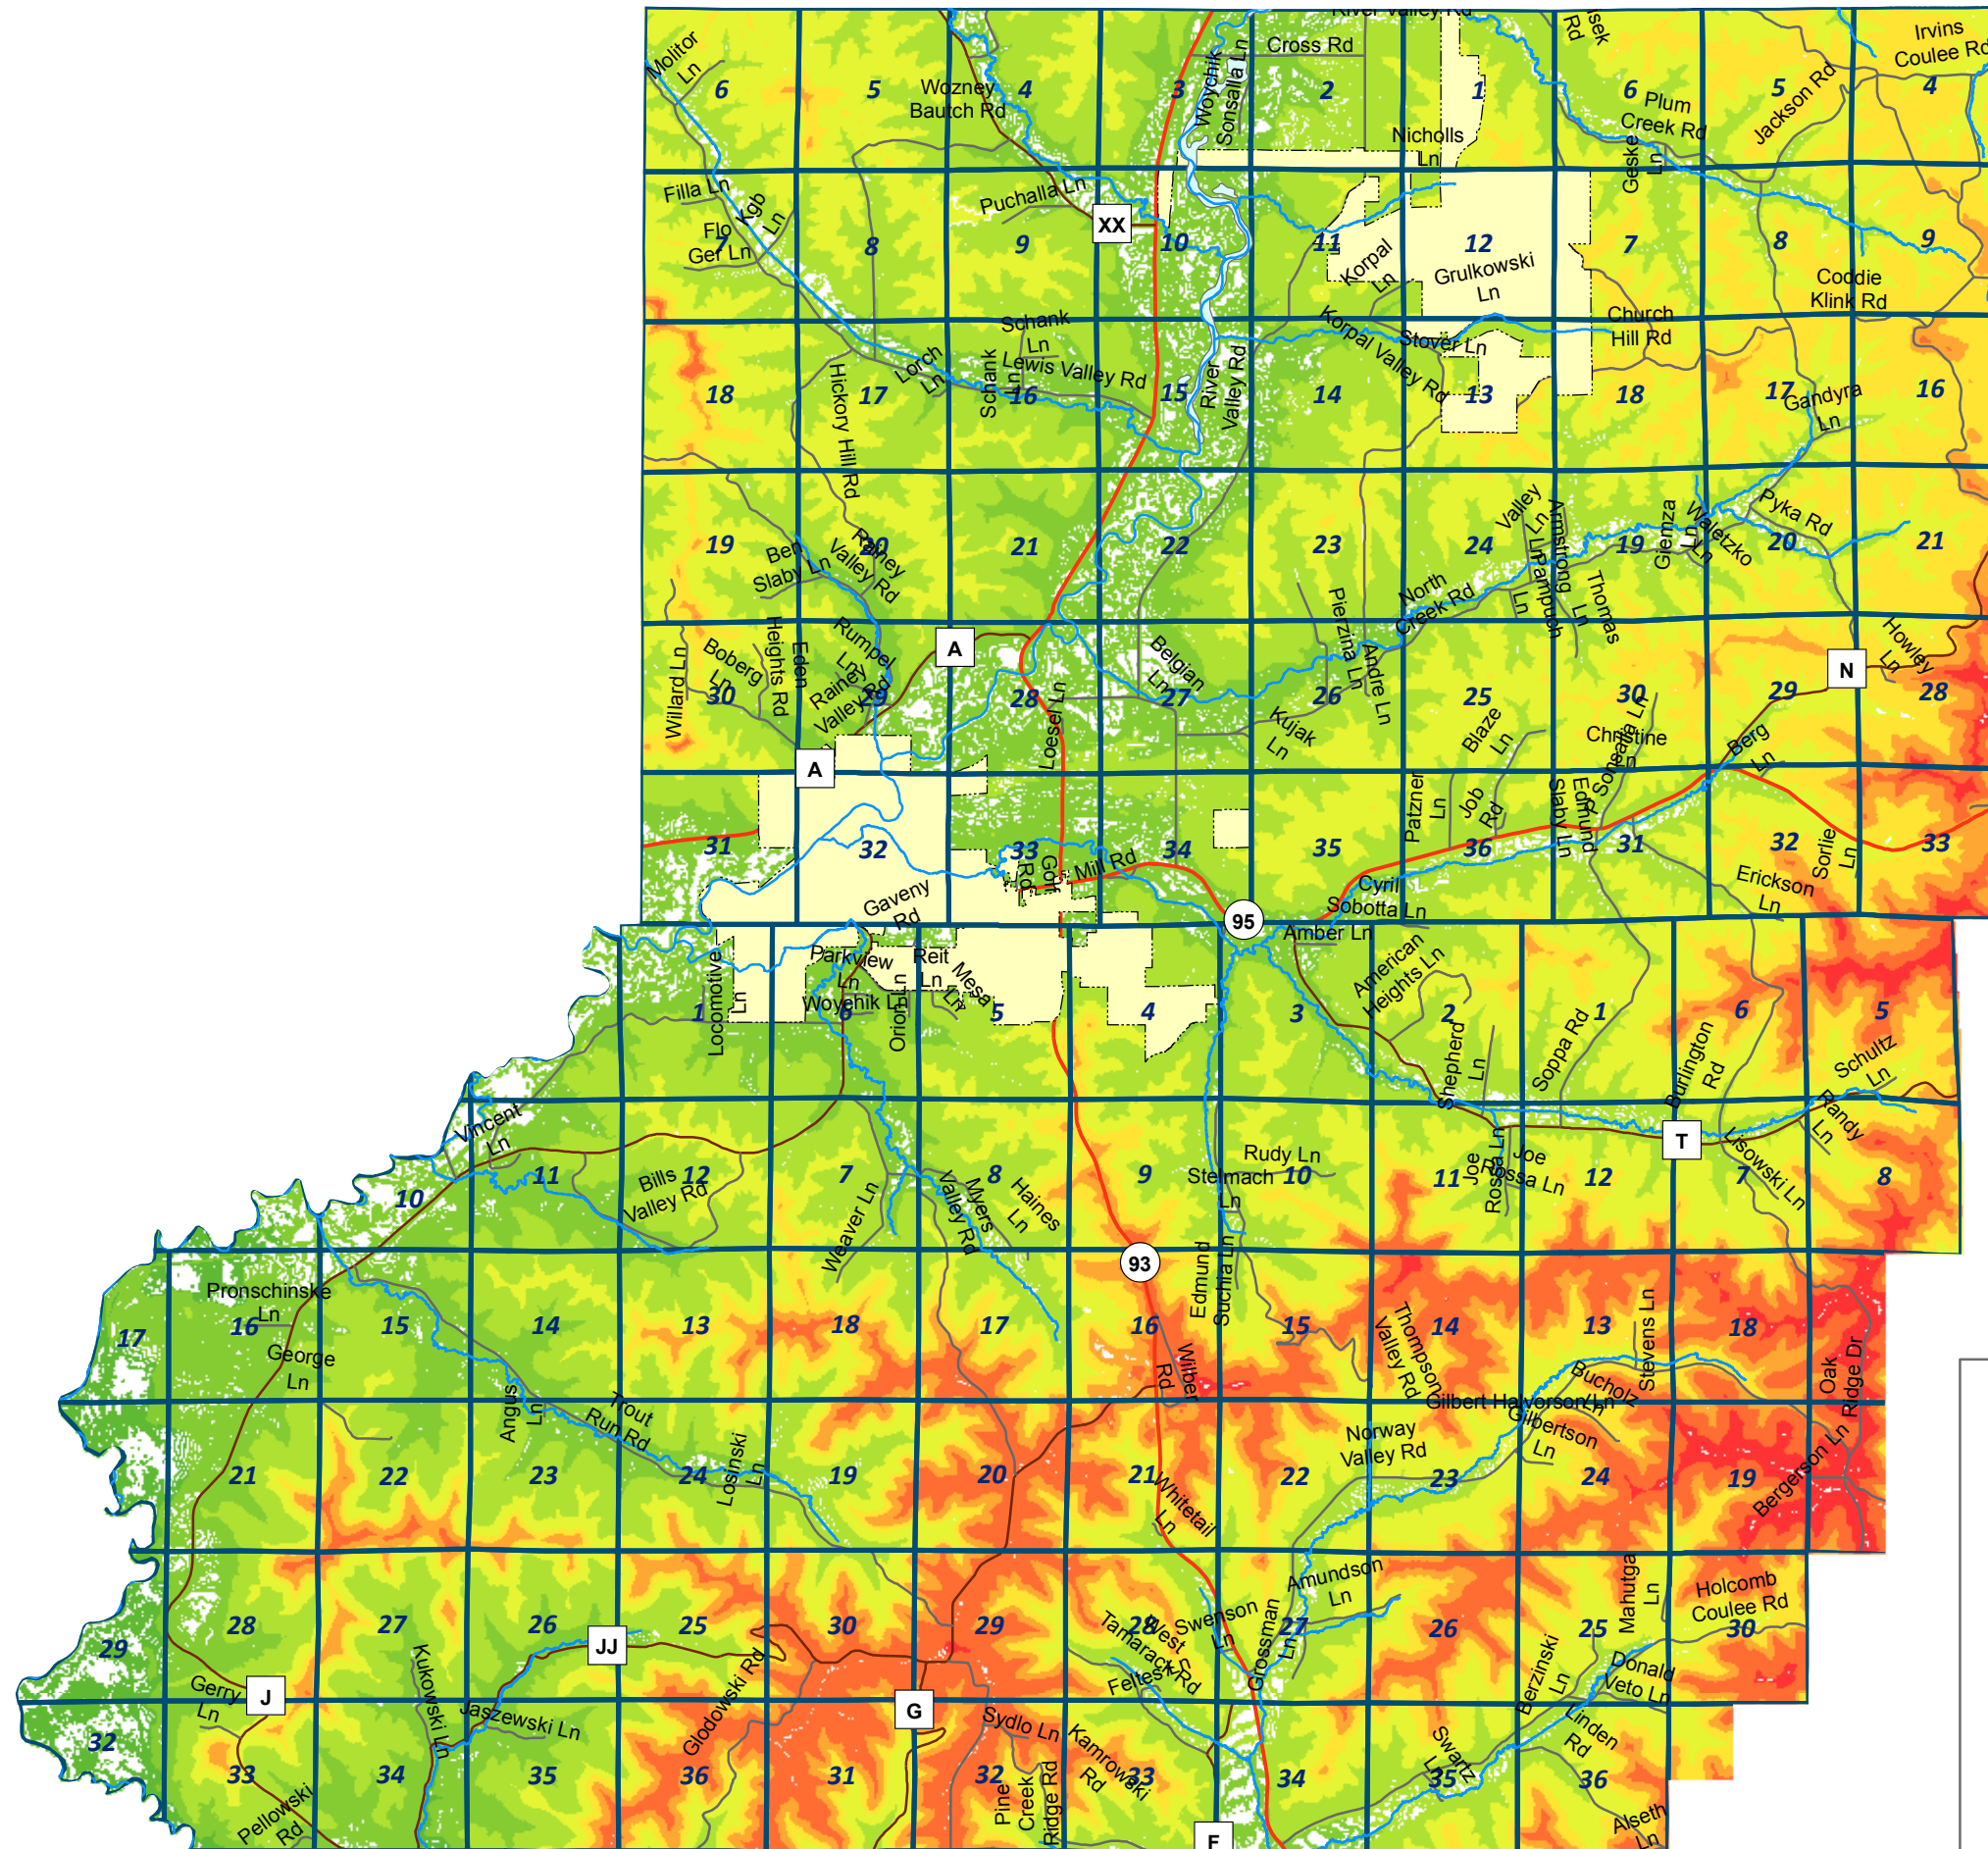 River Valley Rd
Molitor
Ln
6
5
Wozney
Bautch Rd
4
3
Woychik
Sonsalla Ln
Cross Rd
2
1
Nicholls
Ln
Rd
6
Plum
Creek Rd
5
Jackson Rd
Irvins
Coulee Rd
4
Geske
Ln
Filla Ln
Kgb
Ln
Flo
Ger Ln
7
8
Puchalla Ln
9
XX
10
11
Korpal
Ln
12
Grulkowski
Ln
7
8
9
Coddie
Klink Rd
Church
Hill Rd
Schank
Ln
Lewis Valley Rd
Schank
Ln
Lorch
Ln
Hickory Hill Rd
18
17
16
15
River
Valley Rd
14
Korpal Valley Rd
Stover Ln
13
18
17
Gandyra
Ln
16
19
Ben
Slaby Ln
20
Rainey
Valley Rd
21
22
23
24
Valley
Ln
Armstrong
Ln
Pampuch
Ln
Thomas
19
Giemza
Ln
Waletzko
Ln
Pyka Rd
20
21
North
Creek Rd
Pierzina Ln
Andre Ln
Willard Ln
Boberg
Ln
30
Heights Rd
Eden
Rumpel
Ln
Rainey
Valley Rd
29
A
28
Loesel Ln
Belgian
Ln
27
26
Kujak
Ln
25
Blaze
Ln
30
Christine
Ln
Sonsalla Ln
29
Berg
Ln
N
Howley
Ln
28
A
31
32
33
Golf
Rd
Mill Rd
34
35
Patzner
Ln
Job
Rd
36
Edmund
Slaby Ln
31
32
Sorlie
Ln
33
Erickson
Ln
Gaveny
Rd
95
Cyril
Sobotta Ln
Amber Ln
Locomotive
Ln
1
Parkview
Ln
Woychik Ln
6
Orion Ln
Reit
Ln
Mesa
Ln
5
4
3
American
Heights Ln
2
Shepherd
Ln
Soppa Rd
1
Burlington
Rd
6
5
Schultz
Ln
Randy
Ln
Vincent
Ln
10
11
Bills
Valley Rd
12
7
Weaver Ln
Valley Rd
Myers
8
Haines
Ln
9
Stelmach
Ln
Rudy Ln
10
11
Joe
Rossa Ln
Joe
Rossa Ln
12
T
Lisowski Ln
7
8
17
Pronschinske
Ln
16
George
Ln
15
14
13
18
17
93
16
Edmund
Suchla Ln
Wilber
Rd
15
Thompson
Valley Rd
14
13
Stevens Ln
18
Oak
Ridge Dr
Bucholz
Ln
Gilbert Halvorson Ln
Gilbertson
Ln
Angus
Ln
Trout
Run Rd
Losinski
Ln
21
22
23
24
19
20
21
Whitetail
Ln
22
Norway
Valley Rd
23
24
19
Bergerson Ln
29
28
27
26
JJ
25
30
29
28
West
Ln
Tamarack Rd
Feltes
Swenson
Ln
Grossman
Ln
27
Amundson
Ln
26
25
Mahutga
Ln
Holcomb
Coulee Rd
30
Berzinski
Ln
Donald
Veto Ln
Gerry
Ln
J
Kukowski Ln
Jaszewski Ln
Glodowski Rd
G
Sydlo Ln
Kamrowski
Rd
Swartz
Ln
Linden
Rd
32
33
34
35
36
31
32
33
34
35
36
Pellowski
Rd
Pine
Creek
Ridge Rd
F
Alseth
Ln